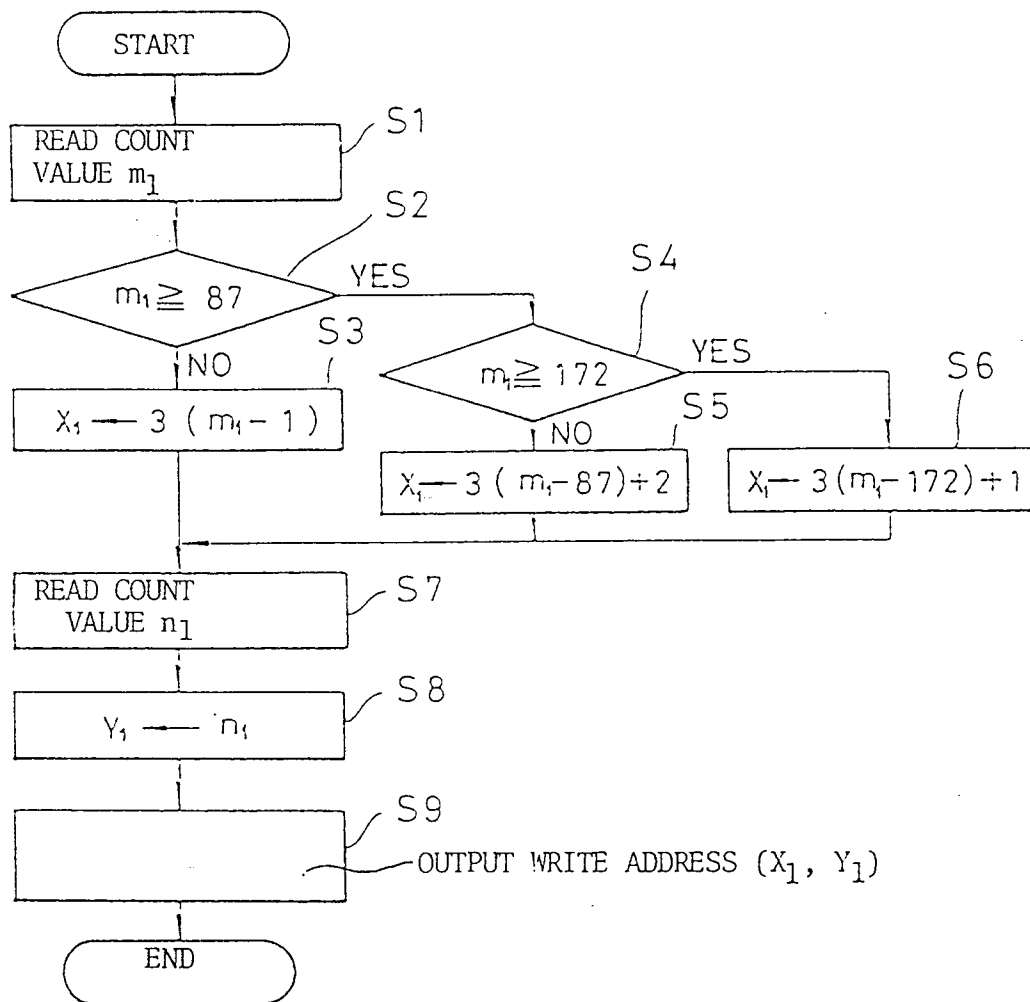 START
S1
READ COUNT
VALUE m1
S2
m1 ≧ 87
YES
S4
S3
NO
m1 ≧ 172
YES
S6
X1 ← 3 ( m1 - 1 )
S5
NO
X1 ← 3 ( m1 - 87) + 2
X1 ← 3 (m1 - 172) + 1
READ COUNT
VALUE n1
S7
S8
Y1 ← n1
S9
OUTPUT WRITE ADDRESS (X1, Y1)
END